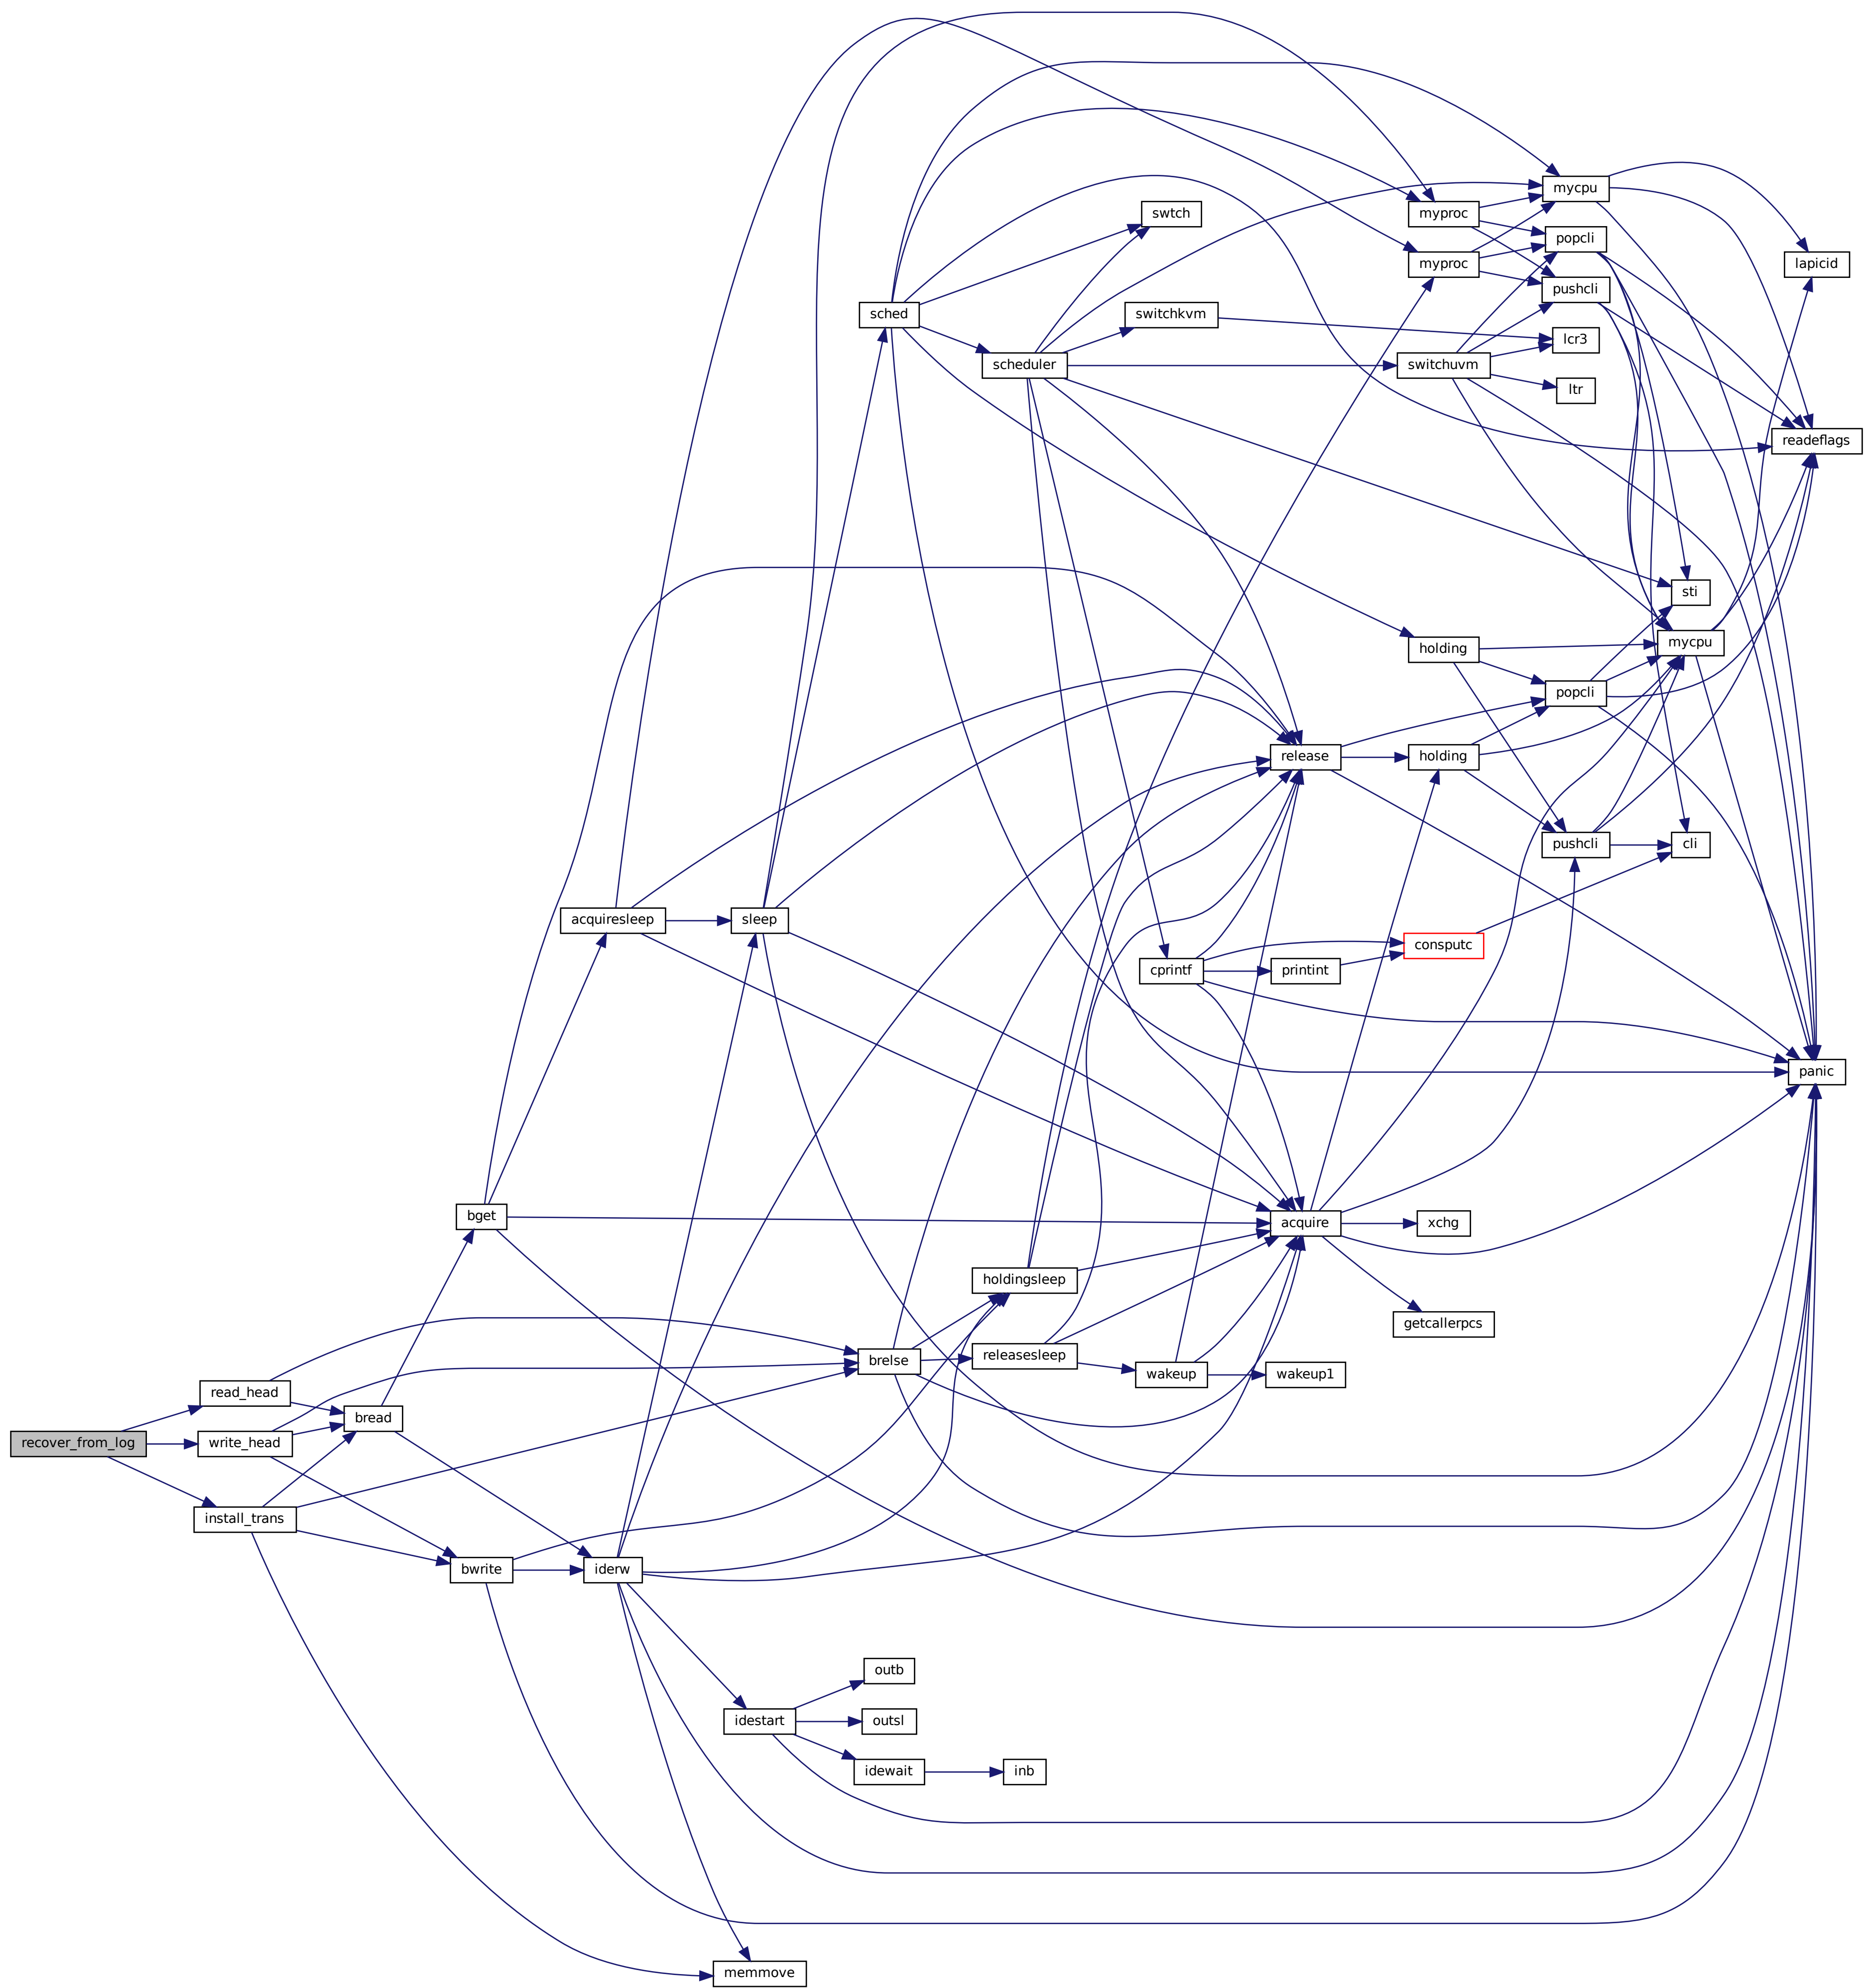 mycpu
swtch
myproc
popcli
myproc
lapicid
pushcli
sched
switchkvm
lcr3
scheduler
switchuvm
ltr
readeflags
sti
holding
mycpu
popcli
release
holding
pushcli
cli
acquiresleep
sleep
consputc
cprintf
printint
panic
bget
acquire
xchg
holdingsleep
getcallerpcs
releasesleep
brelse
wakeup
wakeup1
read_head
bread
recover_from_log
write_head
install_trans
bwrite
iderw
outb
idestart
outsl
idewait
inb
memmove